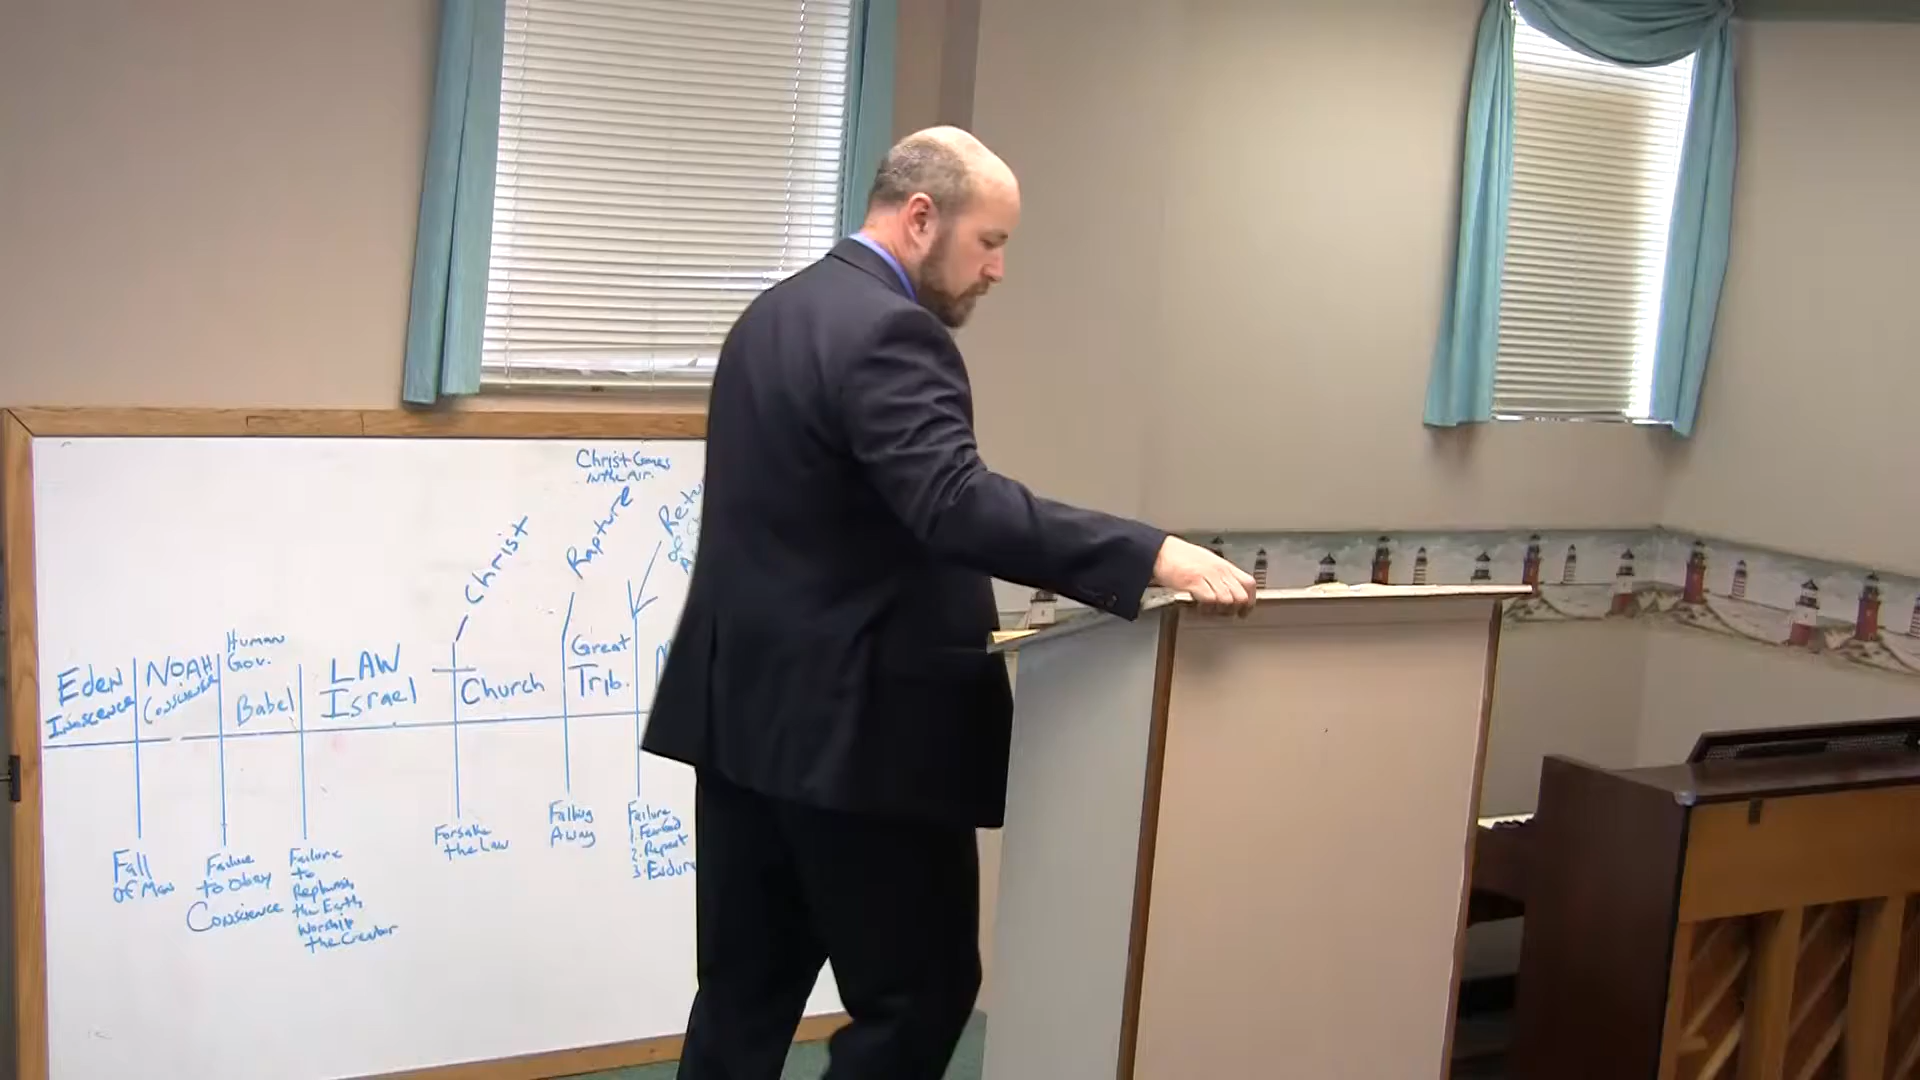 Christ Comes
in the Air.
Rapture
Christ
Eden
Inoscence
NOAH
Conscience
Human
Gov.
Babel
LAW
Israel
Church
Great
Trib.
Fall
of Man
Failure
to Obey
Conscience
Failure
to
Replenish
the Earth
Worship
the Creator
Forsake
the Law
Falling
Away
Failure
1.
2. Repent
3. Endure